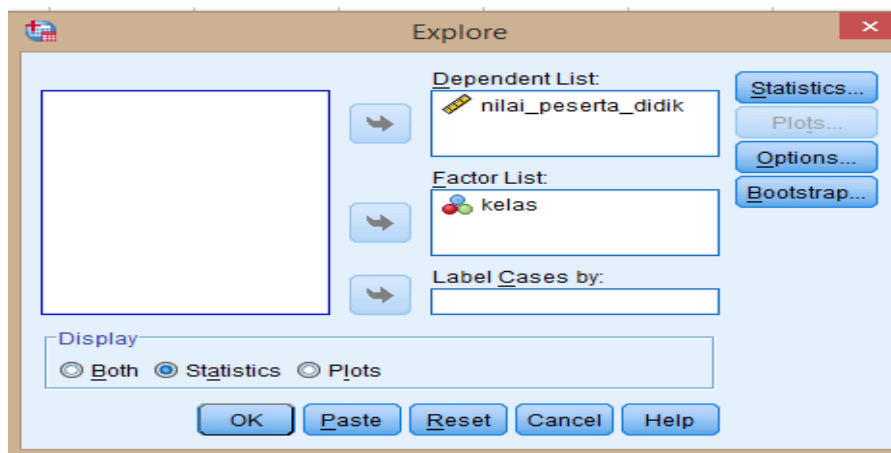 Explore
Dependent List:
nilai_peserta_didik
Factor List:
kelas
Label Cases by:
Statistics...
Plots...
Options...
Bootstrap...
Display
Both Statistics Plots
OK Paste Reset Cancel Help